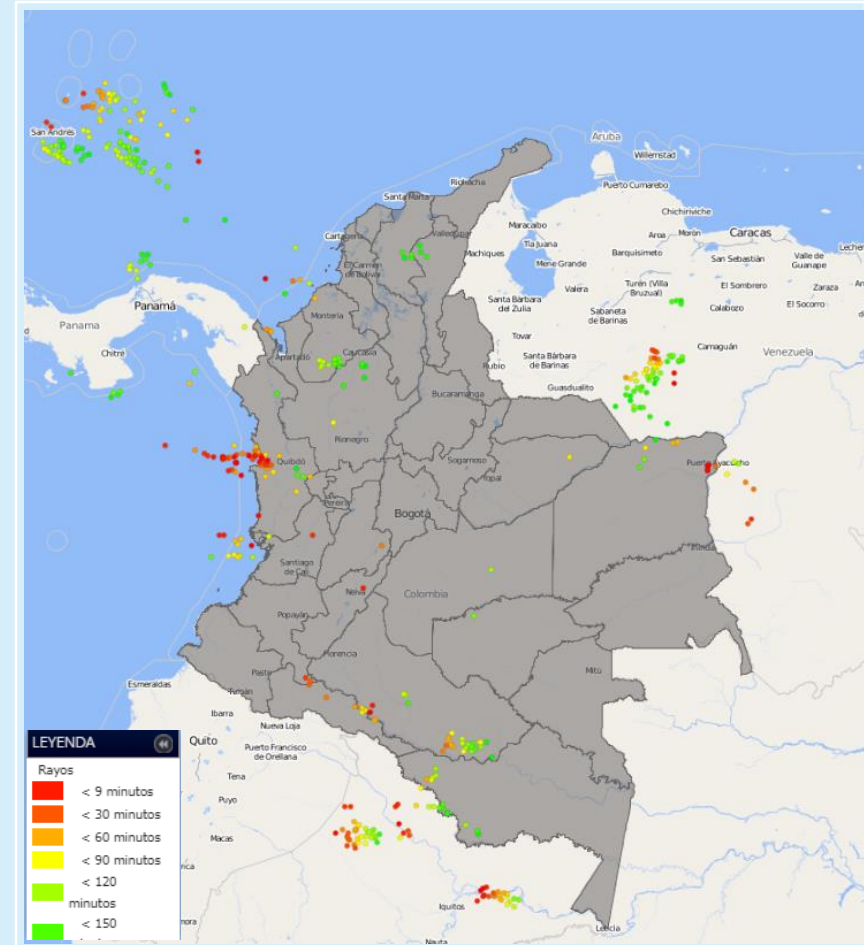 San Andrés
Aruba
Willemstad
Riohacha
Puerto Cumarebo
Santa Marta
Chichiriviche
Maracaibo
Cartagena
Valledupar
Aroa
Morón
Caracas
Tia Juana
Machiques
Barquisimeto
San Sebastián
Valle de
Guanape
El Carmen
de Bolívar
Mene Grande
Valera
Turén (Villa
Bruzual)
El Sombrero
Zaraza
Panamá
Santa Bárbara
del Zulia
Sabaneta
de Barinas
Calabozo
El Socorro
Panama
Montería
Tovar
Camaguán
Venezuela
Chitré
Apartadó
Caucasia
Rubio
Santa Bárbara
de Barinas
Guasdualito
Bucaramanga
Rionegro
Quibdó
Sogamoso
Yopal
Puerto Ayacucho
Pereira
Bogotá
Santiago
de Cali
Inírida
Neiva
Colombia
Popayán
Florencia
Mitú
Esmeraldas
Pasto
Tumán
Ibarra
Nueva Loja
Quito
Puerto Francisco
de Orellana
Tena
Puyo
Macas
Iquitos
Leticia
Nauta
LEYENDA
Rayos
< 9 minutos
< 30 minutos
< 60 minutos
< 90 minutos
< 120
minutos
< 150